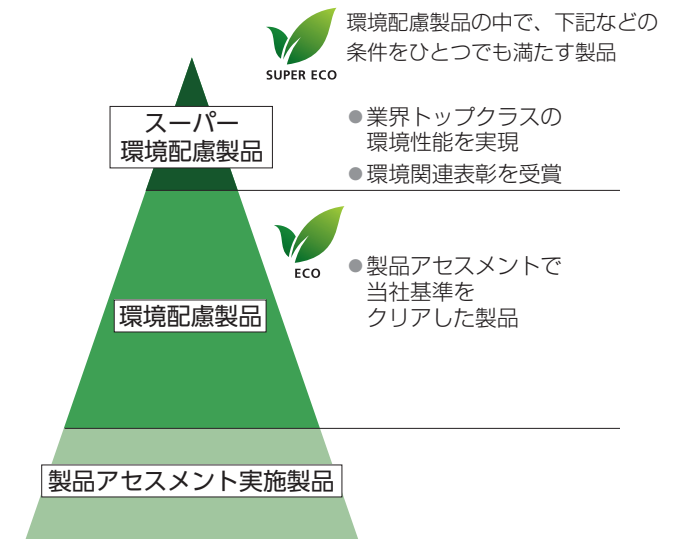 環境配慮製品の中で、下記などの
条件をひとつでも満たす製品
SUPER ECO
スーパー
環境配慮製品
●業界トップクラスの
環境性能を実現
●環境関連表彰を受賞
ECO
●製品アセスメントで
当社基準を
クリアした製品
環境配慮製品
製品アセスメント実施製品